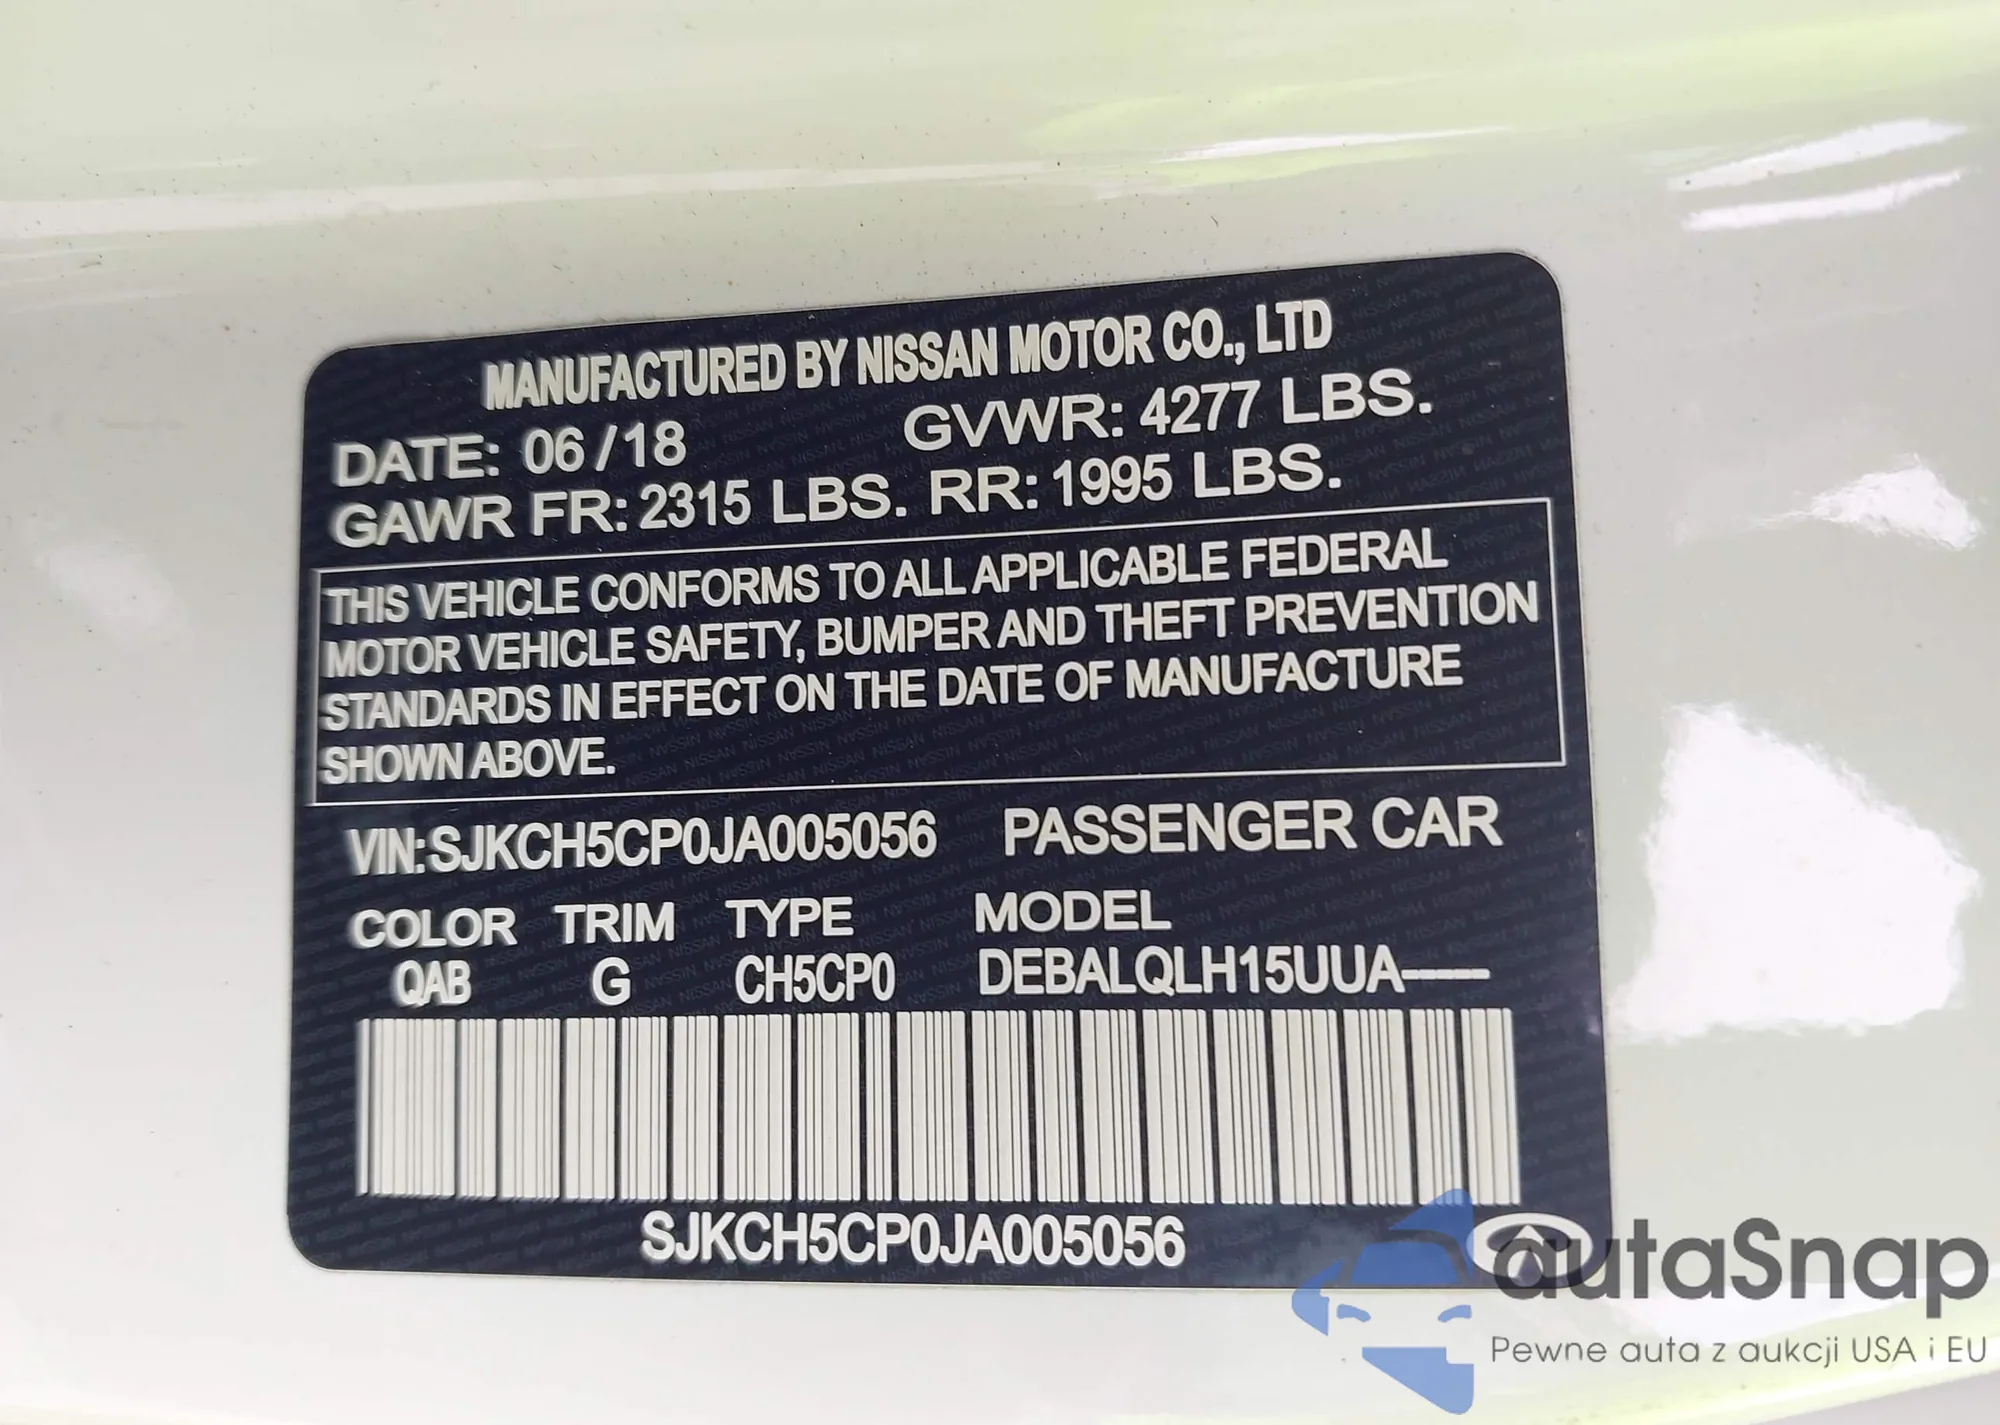 MANUFACTURED BY NISSAN MOTOR CO., LTD
DATE: 06/18 GVWR: 4277 LBS.
GAWR FR: 2315 LBS. RR: 1995 LBS.
THIS VEHICLE CONFORMS TO ALL APPLICABLE FEDERAL
MOTOR VEHICLE SAFETY, BUMPER AND THEFT PREVENTION
STANDARDS IN EFFECT ON THE DATE OF MANUFACTURE
SHOWN ABOVE.
VIN:SJKCH5CP0JA005056 PASSENGER CAR
COLOR TRIM TYPE MODEL
QAB G CH5CP0 DEBALQLH15UUA-----
SJKCH5CP0JA005056
autaSnap
Pewne auta z aukcji USA i EU